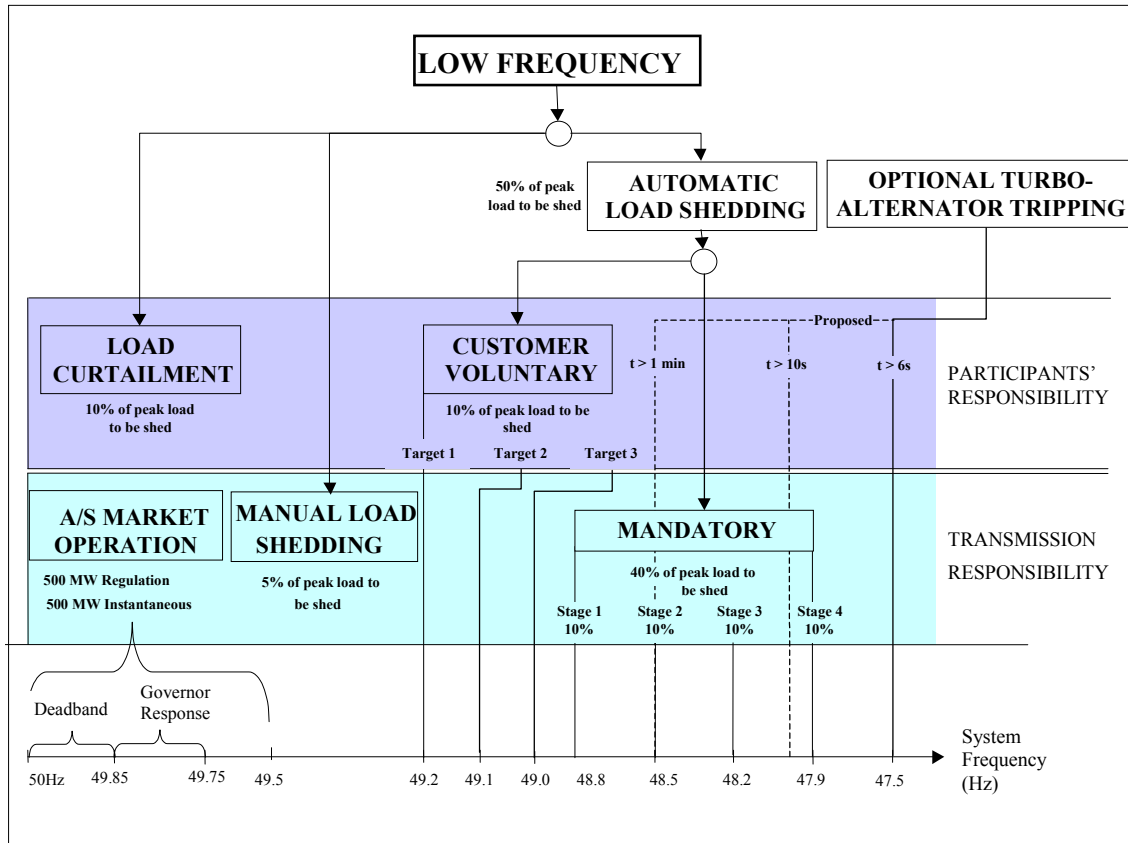 LOW FREQUENCY
50% of peak
load to be shed
AUTOMATIC
LOAD SHEDDING
OPTIONAL TURBO-
ALTERNATOR TRIPPING
LOAD
CURTAILMENT
10% of peak load
to be shed
CUSTOMER
VOLUNTARY
10% of peak load to be
shed
Target 1
Target 2
Target 3
Proposed
t > 1 min
t > 10s
t > 6s
PARTICIPANTS’
RESPONSIBILITY
A/S MARKET
OPERATION
500 MW Regulation
500 MW Instantaneous
MANUAL LOAD
SHEDDING
5% of peak load to
be shed
MANDATORY
40% of peak load to
be shed
Stage 1
10%
Stage 2
10%
Stage 3
10%
Stage 4
10%
TRANSMISSION
RESPONSIBILITY
Deadband
Governor
Response
50Hz
49.85
49.75
49.5
49.2
49.1
49.0
48.8
48.5
48.2
47.9
47.5
System
Frequency
(Hz)